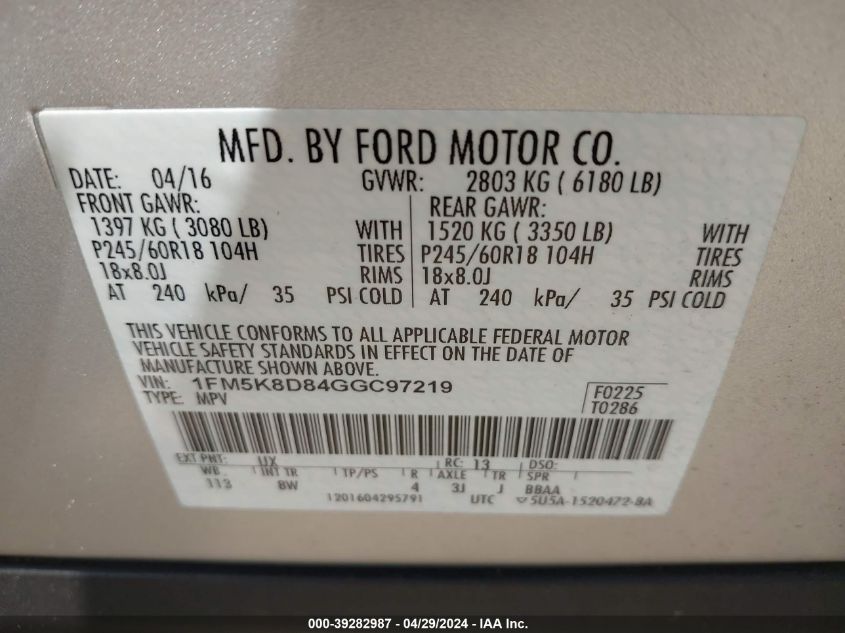 MFD. BY FORD MOTOR CO.
DATE: 04/16 GVWR: 2803 KG ( 6180 LB)
FRONT GAWR: REAR GAWR:
1397 KG ( 3080 LB) WITH 1520 KG ( 3350 LB) WITH
P245/60R18 104H TIRES P245/60R18 104H TIRES
18x8.0J RIMS 18x8.0J RIMS
AT 240 kPa/ 35 PSI COLD AT 240 kPa/ 35 PSI COLD
THIS VEHICLE CONFORMS TO ALL APPLICABLE FEDERAL MOTOR
VEHICLE SAFETY STANDARDS IN EFFECT ON THE DATE OF
MANUFACTURE SHOWN ABOVE.
VIN: 1FM5K8D84GGC97219 F0225
TYPE: MPV T0286
EXT PNT: UX RC: 13 DSO:
WB INT TR TP/PS R AXLE TR SPR
113 8W 4 3J J BBAA
1201604295791 UTC 5U5A-1520472-BA
000-39282987 - 04/29/2024 - IAA Inc.